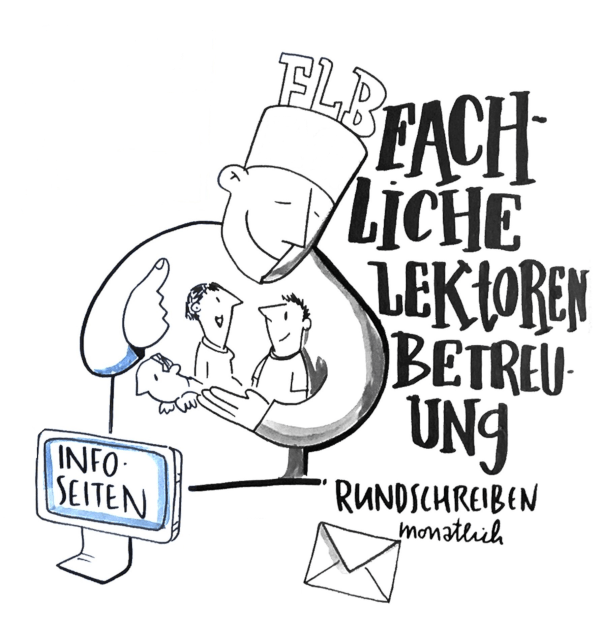 FLB
FACH-
LICHE
LEKTOREN
BETREU-
UNG
INFO-
SEITEN
RUNDSCHREIBEN
monatlich